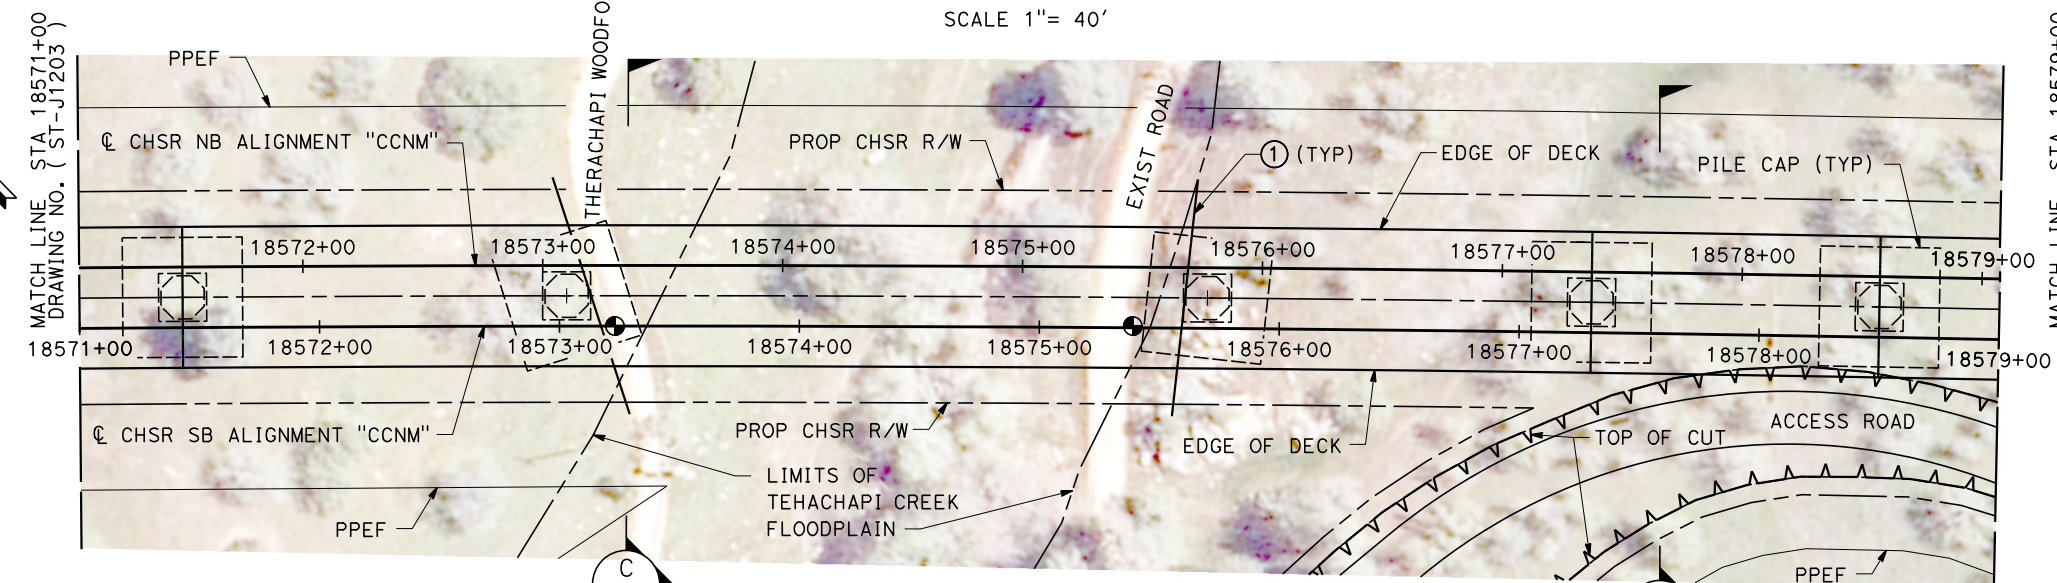 SCALE 1"= 40'
MATCH LINE STA 18571+00
DRAWING NO. ( ST-J1203 )
PPEF
THERACHAPI WOODFO
EXIST ROAD
℄ CHSR NB ALIGNMENT "CCNM"
PROP CHSR R/W
1 (TYP)
EDGE OF DECK
PILE CAP (TYP)
18572+00
18573+00
18574+00
18575+00
18576+00
18577+00
18578+00
18579+00
18571+00
18572+00
18573+00
18574+00
18575+00
18576+00
18577+00
18578+00
18579+00
℄ CHSR SB ALIGNMENT "CCNM"
PROP CHSR R/W
EDGE OF DECK
TOP OF CUT
ACCESS ROAD
LIMITS OF
TEHACHAPI CREEK
FLOODPLAIN
PPEF
C
PPEF
MATCH LINE STA 18579+00